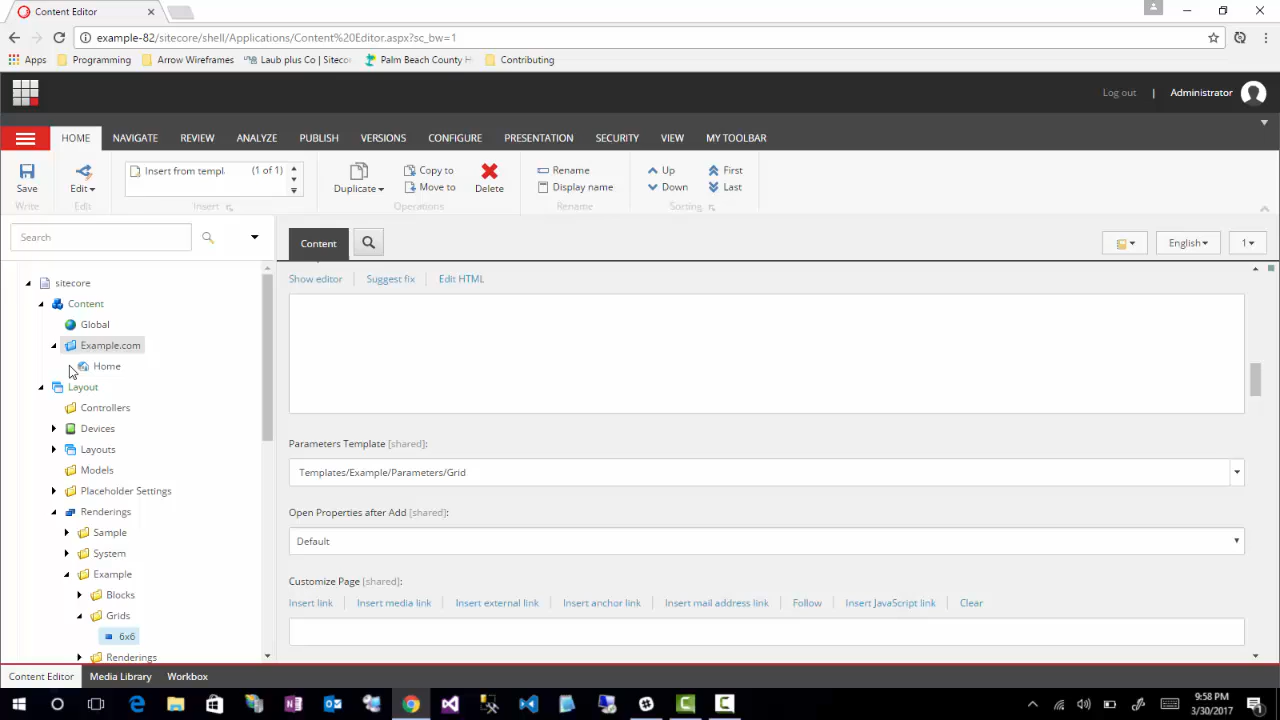 Content Editor
example-82/sitecore/shell/Applications/Content%20Editor.aspx?sc_bw=1
Apps Programming Arrow Wireframes Laub plus Co | Siteco Palm Beach County H Contributing
Log out | Administrator
HOME NAVIGATE REVIEW ANALYZE PUBLISH VERSIONS CONFIGURE PRESENTATION SECURITY VIEW MY TOOLBAR
Insert from templ. (1 of 1) Copy to Rename Up First
Save Edit Duplicate Move to Delete Display name Down Last
Write Edit Insert Operations Rename Sorting
Search
Content English 1
sitecore
Content
Global
Example.com
Home
Layout
Controllers
Devices
Layouts
Models
Placeholder Settings
Renderings
Sample
System
Example
Blocks
Grids
6x6
Renderings
Show editor Suggest fix Edit HTML
Parameters Template [shared]:
Templates/Example/Parameters/Grid
Open Properties after Add [shared]:
Default
Customize Page [shared]:
Insert link Insert media link Insert external link Insert anchor link Insert mail address link Follow Insert JavaScript link Clear
Content Editor Media Library Workbox
9:58 PM
3/30/2017